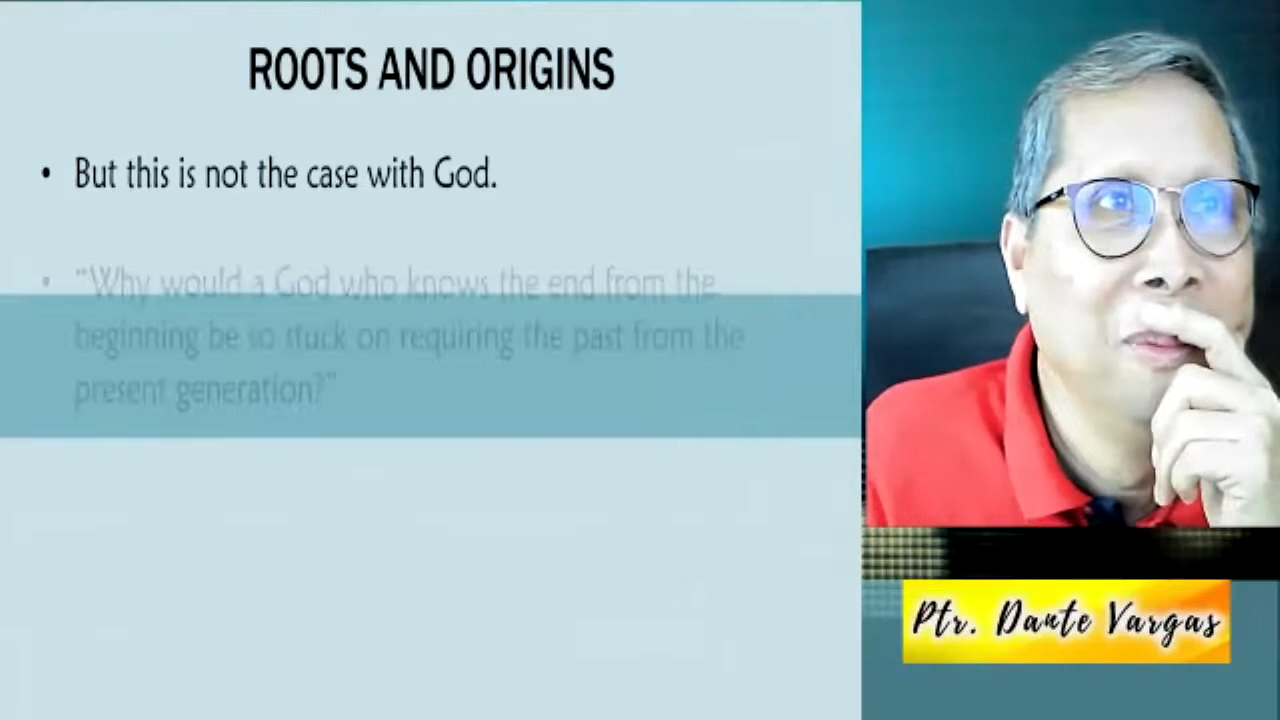 ROOTS AND ORIGINS
• But this is not the case with God.
• "Why would a God who knows the end from the
beginning be so stuck on requiring the past from the
present generation?"
Ptr. Dante Vargas